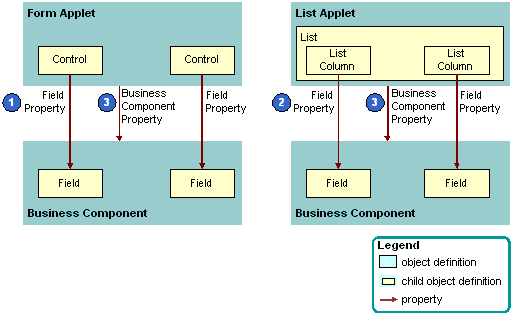 Form Applet
Control
Control
1
Field
Property
3
Business
Component
Property
Field
Property
Field
Field
Business Component
List Applet
List
List
Column
List
Column
2
Field
Property
3
Business
Component
Property
Field
Property
Field
Field
Business Component
Legend
object definition
child object definition
property